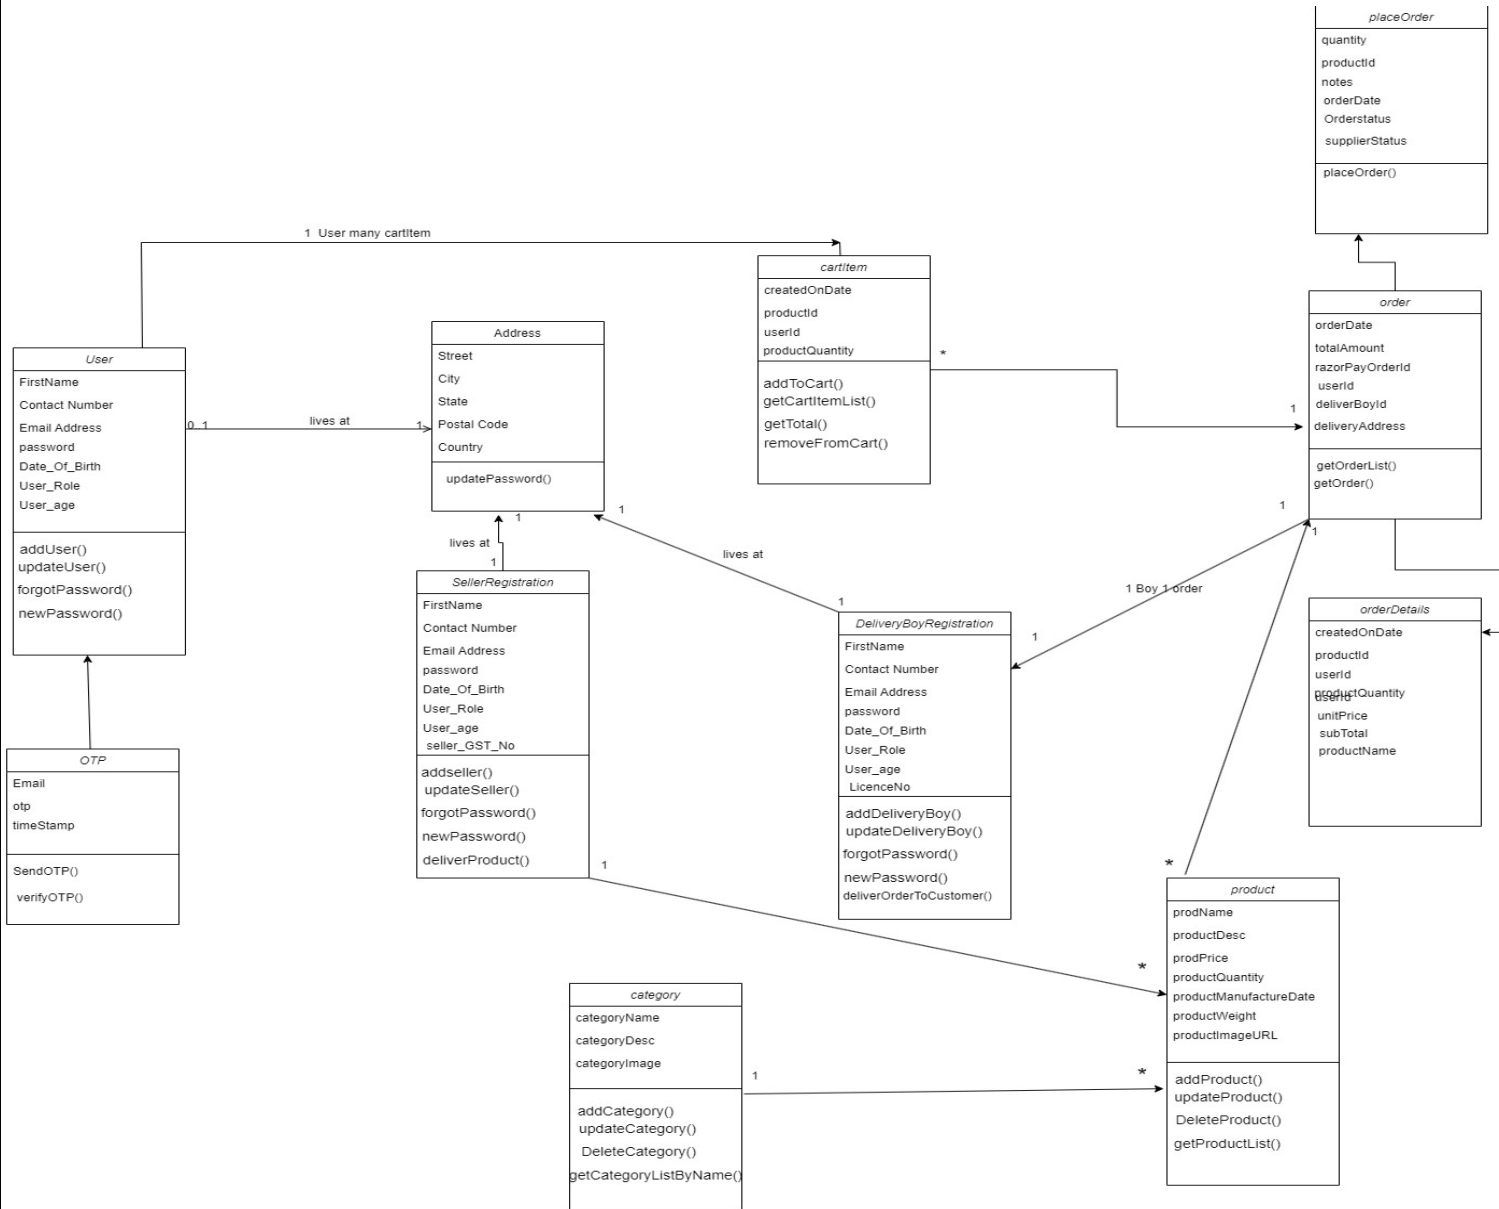 placeOrder
quantity
productId
notes
orderDate
Orderstatus
supplierStatus
placeOrder()
1 User many cartItem
cartItem
createdOnDate
productId
userId
productQuantity
addToCart()
getCartItemList()
getTotal()
removeFromCart()
*
1
order
orderDate
totalAmount
razorPayOrderId
userId
deliverBoyId
deliveryAddress
getOrderList()
getOrder()
Address
Street
City
State
Postal Code
Country
updatePassword()
User
FirstName
Contact Number
Email Address
password
Date_Of_Birth
User_Role
User_age
addUser()
updateUser()
forgotPassword()
newPassword()
0..1
lives at
1
1
lives at
1
1
lives at
1
SellerRegistration
FirstName
Contact Number
Email Address
password
Date_Of_Birth
User_Role
User_age
seller_GST_No
addseller()
updateSeller()
forgotPassword()
newPassword()
deliverProduct()
DeliveryBoyRegistration
FirstName
Contact Number
Email Address
password
Date_Of_Birth
User_Role
User_age
LicenceNo
addDeliveryBoy()
updateDeliveryBoy()
forgotPassword()
newPassword()
deliverOrderToCustomer()
1
1
1 Boy 1 order
1
orderDetails
createdOnDate
productId
userId
productQuantity
userId
unitPrice
subTotal
productName
OTP
Email
otp
timeStamp
SendOTP()
verifyOTP()
1
*
*
product
prodName
productDesc
prodPrice
productQuantity
productManufactureDate
productWeight
productImageURL
addProduct()
updateProduct()
DeleteProduct()
getProductList()
category
categoryName
categoryDesc
categoryImage
addCategory()
updateCategory()
DeleteCategory()
getCategoryListByName()
1
*